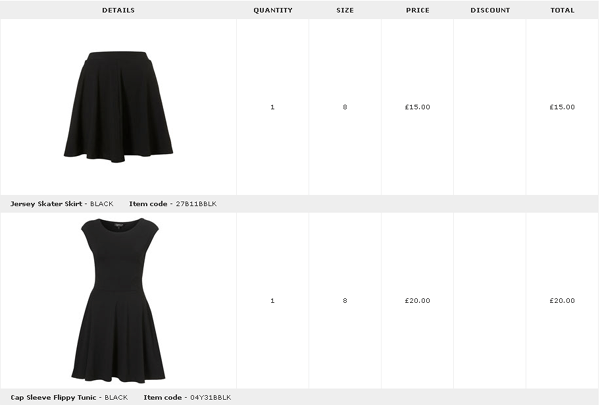 DETAILS QUANTITY SIZE PRICE DISCOUNT TOTAL
1 8 £15.00 £15.00
Jersey Skater Skirt - BLACK Item code - 27B11BBLK
1 8 £20.00 £20.00
Cap Sleeve Flippy Tunic - BLACK Item code - 04Y31BBLK